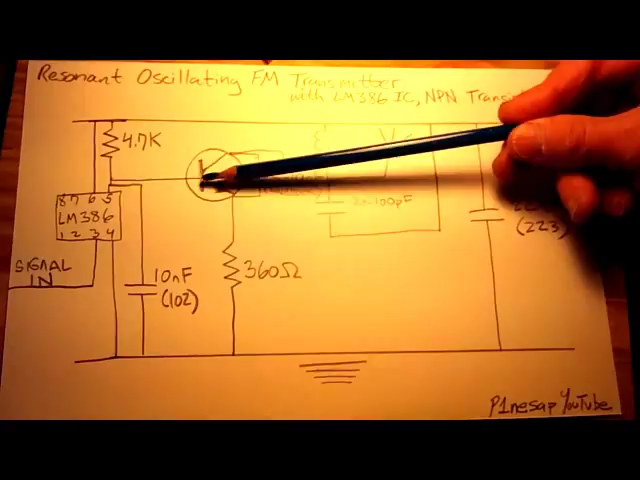 Resonant Oscillating FM Transmitter
with LM386 IC, NPN
4.7K
8 7 6 5
LM386
1 2 3 4
SIGNAL
IN
10nF
(102)
360Ω
100pF
(223)
P1nesap YouTube